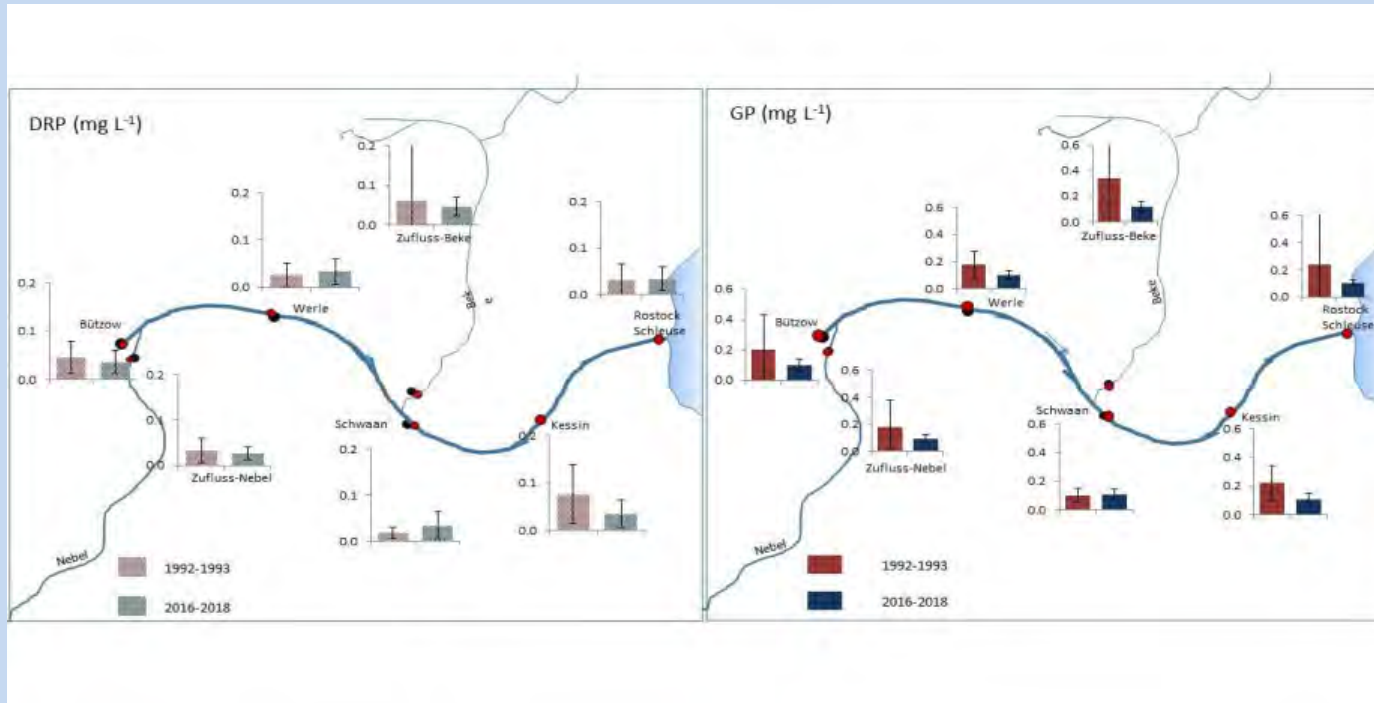 DRP (mg L-1)
0.2
0.1
0.0
Zufluss-Beke
0.2
0.1
0.0
Werle
0.2
0.1
0.0
Rostock
Schleuse
Bek
e
0.2
0.1
0.0
Bützow
0.2
0.1
0.0
Zufluss-Nebel
Schwaan
0.2
0.1
0.0
Kessin
0.2
0.1
0.0
Nebel
1992-1993
2016-2018
GP (mg L-1)
0.6
0.4
0.2
0.0
Zufluss-Beke
0.6
0.4
0.2
0.0
Werle
0.6
0.4
0.2
0.0
Rostock
Schleuse
Beke
0.6
0.4
0.2
0.0
Bützow
0.6
0.4
0.2
0.0
Zufluss-Nebel
Schwaan
0.6
0.4
0.2
0.0
Kessin
0.6
0.4
0.2
0.0
Nebel
1992-1993
2016-2018